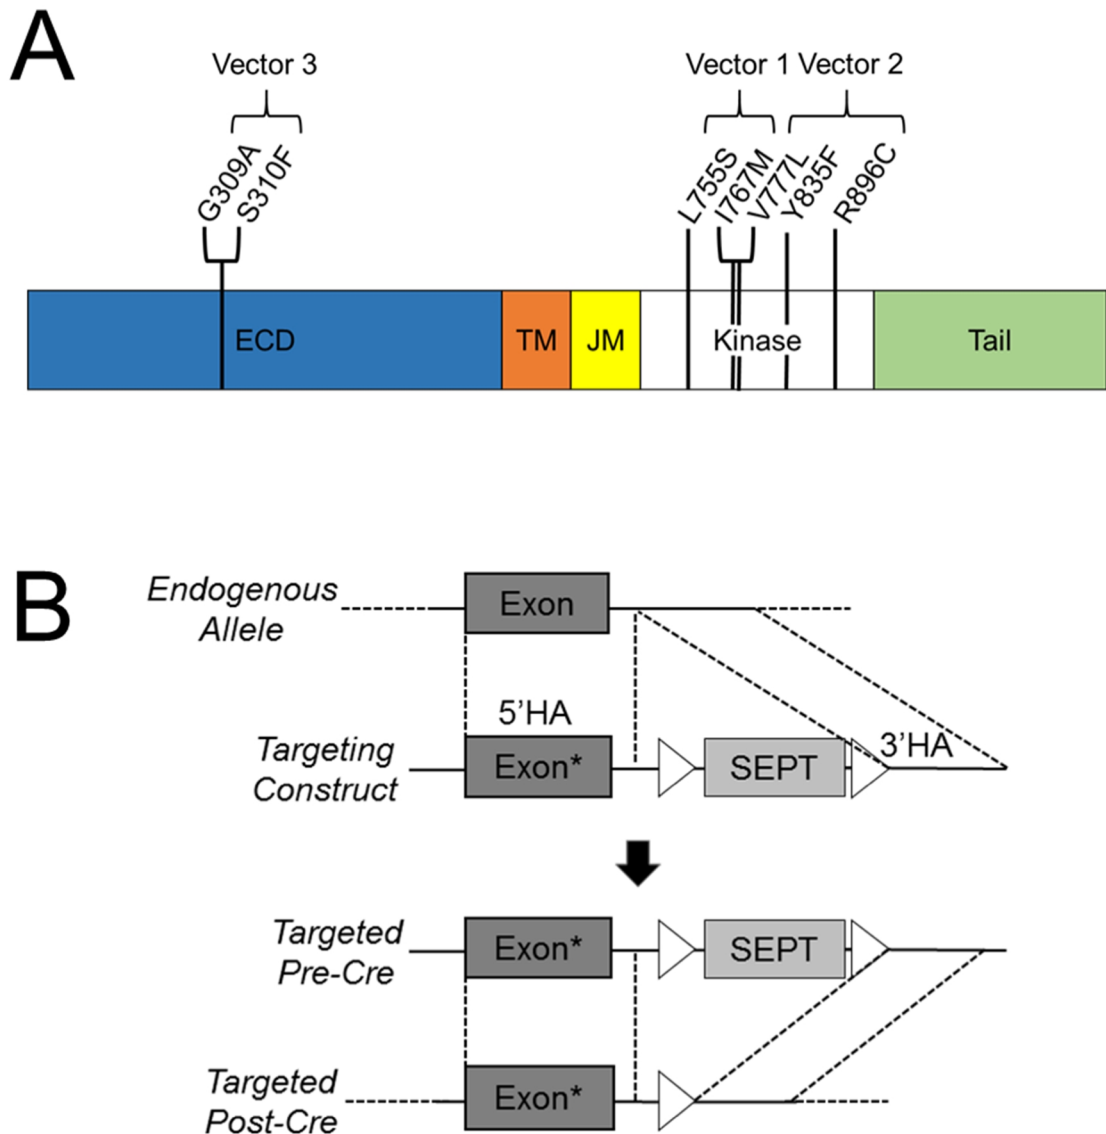 A
Vector 3
Vector 1 Vector 2
G309A
S310F
L755S
I767M
V777L
Y835F
R896C
ECD
TM
JM
Kinase
Tail
B
Endogenous
Allele
Exon
5'HA
3'HA
Targeting
Construct
Exon*
SEPT
Targeted
Pre-Cre
Exon*
SEPT
Targeted
Post-Cre
Exon*